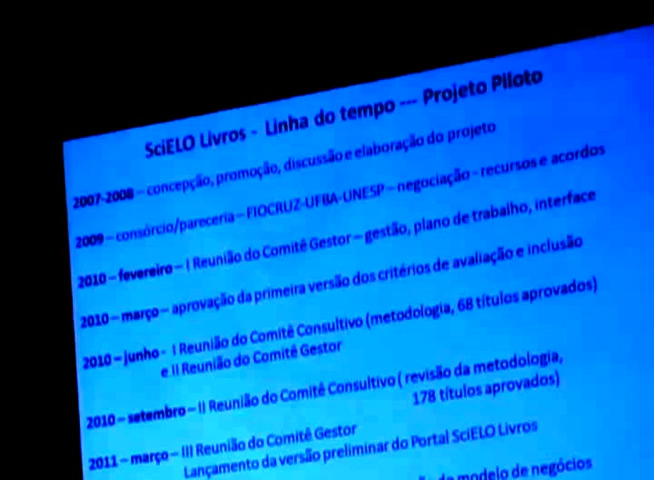 SciELO Livros - Linha do tempo --- Projeto Piloto
2007-2008 – concepção, promoção, discussão e elaboração do projeto
2009 – consórcio/pareceria – FIOCRUZ-UFBA-UNESP – negociação - recursos e acordos
2010 – fevereiro – I Reunião do Comitê Gestor – gestão, plano de trabalho, interface
2010 – março – aprovação da primeira versão dos critérios de avaliação e inclusão
2010 – junho - I Reunião do Comitê Consultivo (metodologia, 68 títulos aprovados)
e II Reunião do Comitê Gestor
2010 – setembro – II Reunião do Comitê Consultivo ( revisão da metodologia,
178 títulos aprovados)
2011 – março – III Reunião do Comitê Gestor
Lançamento da versão preliminar do Portal SciELO Livros
do modelo de negócios